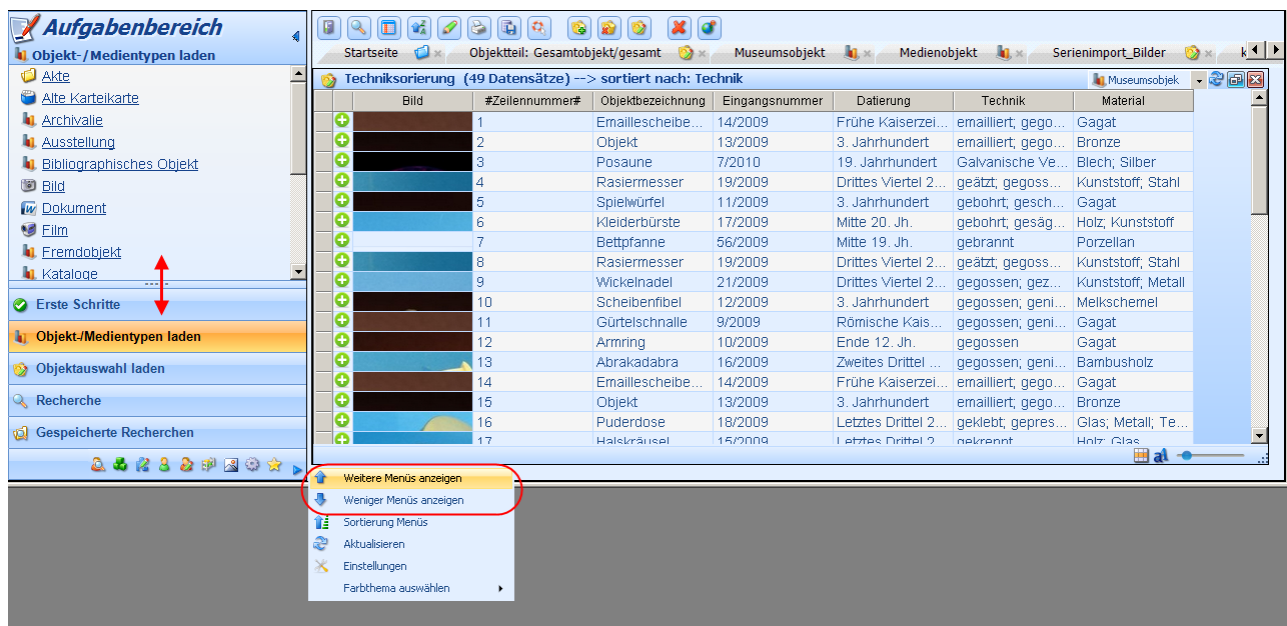 Aufgabenbereich
Objekt-/Medientypen laden
Akte
Alte Karteikarte
Archivalie
Ausstellung
Bibliographisches Objekt
Bild
Dokument
Film
Fremdobjekt
Kataloge
Erste Schritte
Objekt-/Medientypen laden
Objektauswahl laden
Recherche
Gespeicherte Recherchen
Startseite Objektteil: Gesamtobjekt/gesamt Museumsobjekt Medienobjekt Serienimport_Bilder k
Techniksorierung (49 Datensätze) --> sortiert nach: Technik Museumsobjek
Bild #Zeilennummer# Objektbezeichnung Eingangsnummer Datierung Technik Material
1 Emaillescheibe... 14/2009 Frühe Kaiserzei... emailliert; gego... Gagat
2 Objekt 13/2009 3. Jahrhundert emailliert; gego... Bronze
3 Posaune 7/2010 19. Jahrhundert Galvanische Ve... Blech; Silber
4 Rasiermesser 19/2009 Drittes Viertel 2... geätzt; gegoss... Kunststoff; Stahl
5 Spielwürfel 11/2009 3. Jahrhundert gebohrt; gesch... Gagat
6 Kleiderbürste 17/2009 Mitte 20. Jh. gebohrt; gesäg... Holz; Kunststoff
7 Bettpfanne 56/2009 Mitte 19. Jh. gebrannt Porzellan
8 Rasiermesser 19/2009 Drittes Viertel 2... geätzt; gegoss... Kunststoff; Stahl
9 Wickelnadel 21/2009 Drittes Viertel 2... gegossen; gez... Kunststoff; Metall
10 Scheibenfibel 12/2009 3. Jahrhundert gegossen; geni... Melkschemel
11 Gürtelschnalle 9/2009 Römische Kais... gegossen; geni... Gagat
12 Armring 10/2009 Ende 12. Jh. gegossen Gagat
13 Abrakadabra 16/2009 Zweites Drittel ... gegossen; geni... Bambusholz
14 Emaillescheibe... 14/2009 Frühe Kaiserzei... emailliert; gego... Gagat
15 Objekt 13/2009 3. Jahrhundert emailliert; gego... Bronze
16 Puderdose 18/2009 Letztes Drittel 2... geklebt; gepres... Glas; Metall; Te...
17 Halskräusel 15/2009 Letztes Drittel 2... gekrepnt Holz; Glas
Weitere Menüs anzeigen
Weniger Menüs anzeigen
Sortierung Menüs
Aktualisieren
Einstellungen
Farbthema auswählen